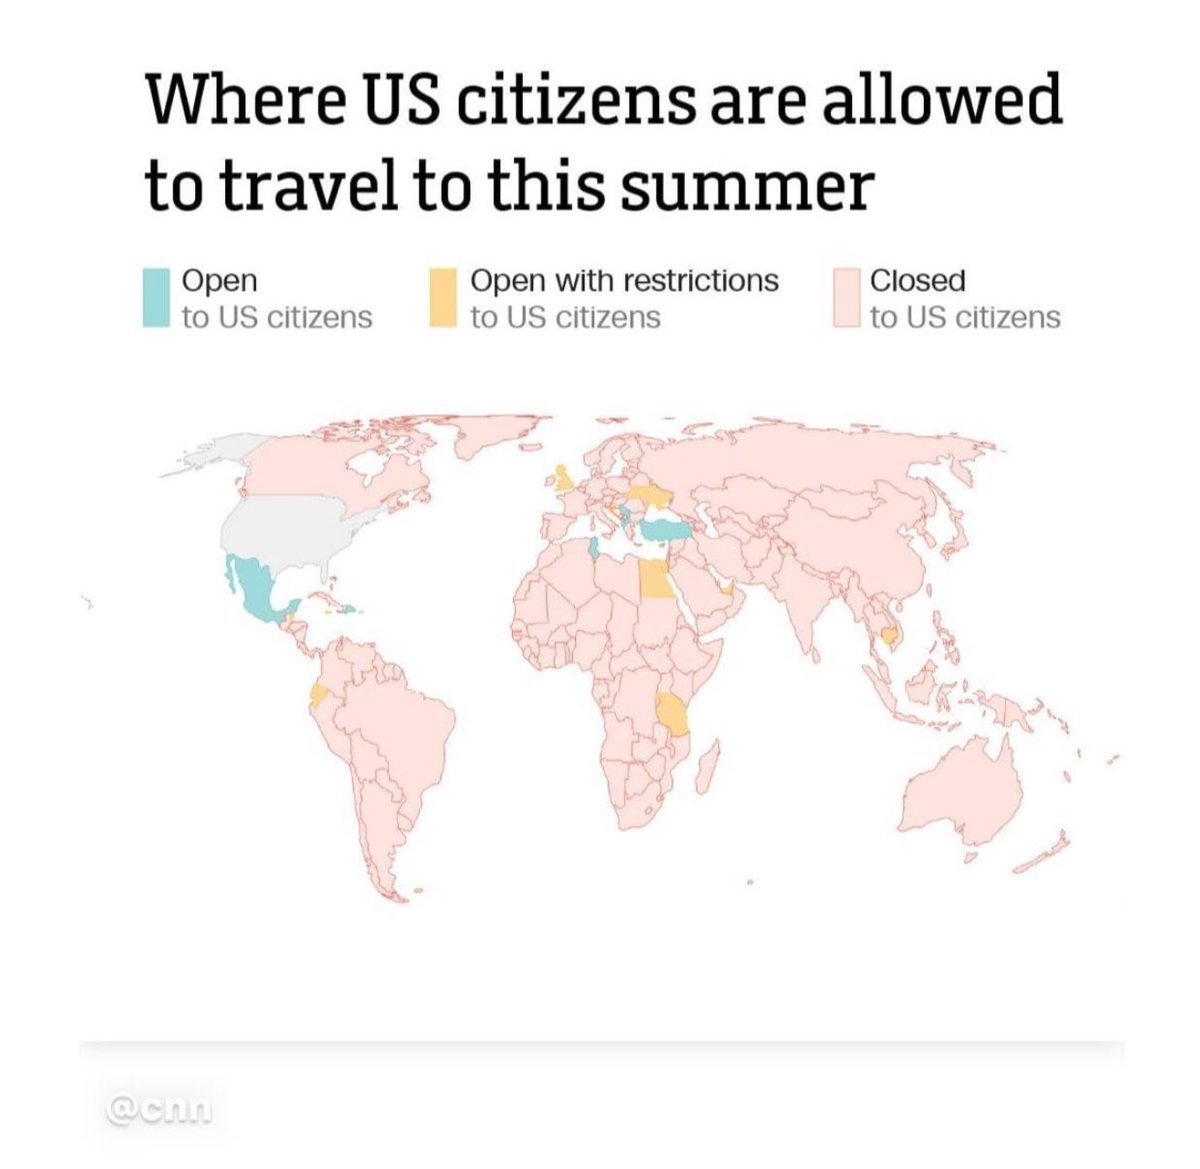 Where US citizens are allowed
to travel to this summer
Open
to US citizens
Open with restrictions
to US citizens
Closed
to US citizens
@cnn